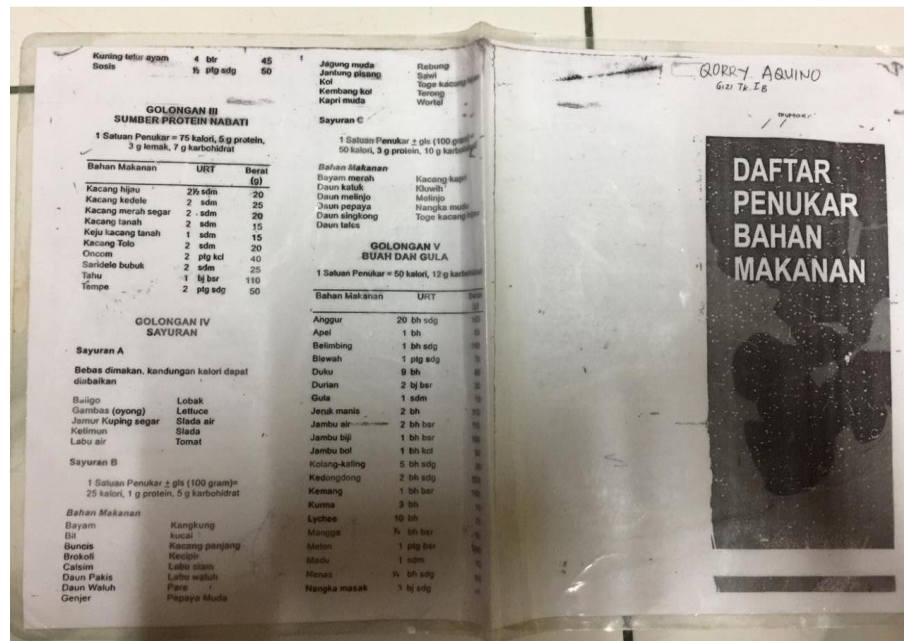 Kuning telur ayam 4 btr 45
Sosis ½ ptg sdg 50
GOLONGAN III
SUMBER PROTEIN NABATI
1 Satuan Penukar = 75 kalori, 5 g protein,
3 g lemak, 7 g karbohidrat
Bahan Makanan URT Berat
(g)
Kacang hijau 2½ sdm 20
Kacang kedele 2 sdm 25
Kacang merah segar 2 sdm 20
Kacang tanah 2 sdm 15
Keju kacang tanah 1 sdm 15
Kacang Tolo 2 sdm 20
Oncom 2 ptg kcl 40
Saridele bubuk 2 sdm 25
Tahu 1 bj bsr 110
Tempe 2 ptg sdg 50
GOLONGAN IV
SAYURAN
Sayuran A
Bebas dimakan, kandungan kalori dapat
diabaikan
Baligo Lobak
Gambas (oyong) Lettuce
Jamur Kuping segar Slada air
Ketimun Slada
Labu air Tomat
Sayuran B
1 Satuan Penukar ± gls (100 gram)=
25 kalori, 1 g protein, 5 g karbohidrat
Bahan Makanan
Bayam Kangkung
Bit kucai
Buncis Kacang panjang
Brokoli Kecipir
Calsim Labu siam
Daun Pakis Labu waluh
Daun Waluh Pare
Genjer Pepaya Muda
Jagung muda Rebung
Jantung pisang Sawi
Kol Toge kacang
Kembang kol Terong
Kapri muda Wortel
Sayuran C
1 Satuan Penukar ± gls (100 gram)
50 kalori, 3 g protein, 10 g
Bahan Makanan
Bayam merah Kacang kapri
Daun katuk Kluwih
Daun melinjo Melinjo
Daun pepaya Nangka muda
Daun singkong Toge kacang
Daun tales
GOLONGAN V
BUAH DAN GULA
1 Satuan Penukar = 50 kalori, 12 g karbohidrat
Bahan Makanan URT
Anggur 20 bh sdg
Apel 1 bh
Belimbing 1 bh sdg
Blewah 1 ptg sdg
Duku 9 bh
Durian 2 bj bsr
Gula 1 sdm
Jeruk manis 2 bh
Jambu air 2 bh bsr
Jambu biji 1 bh bsr
Jambu bol 1 bh kcl
Kolang-kaling 5 bh sdg
Kedongdong 2 bh sdg
Kemang 1 bh bsr
Kurma 3 bh
Lychee 10 bh
Mangga bh bsr
Melon 1 ptg bsr
Madu 1 sdm
Nenas ¼ bh sdg
Nangka masak 3 bj sdg
QORRY AQUINO
GIZI TK. IB
DAFTAR
PENUKAR
BAHAN
MAKANAN